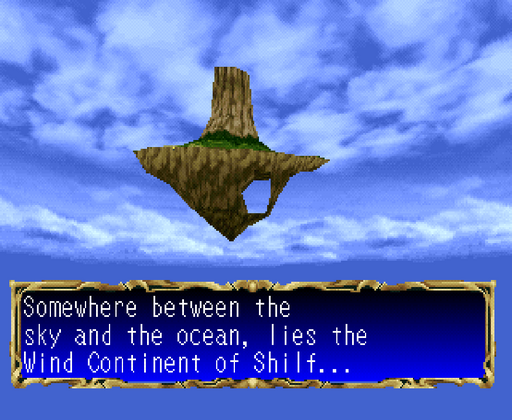 Somewhere between the
sky and the ocean, lies the
Wind Continent of Shilf...